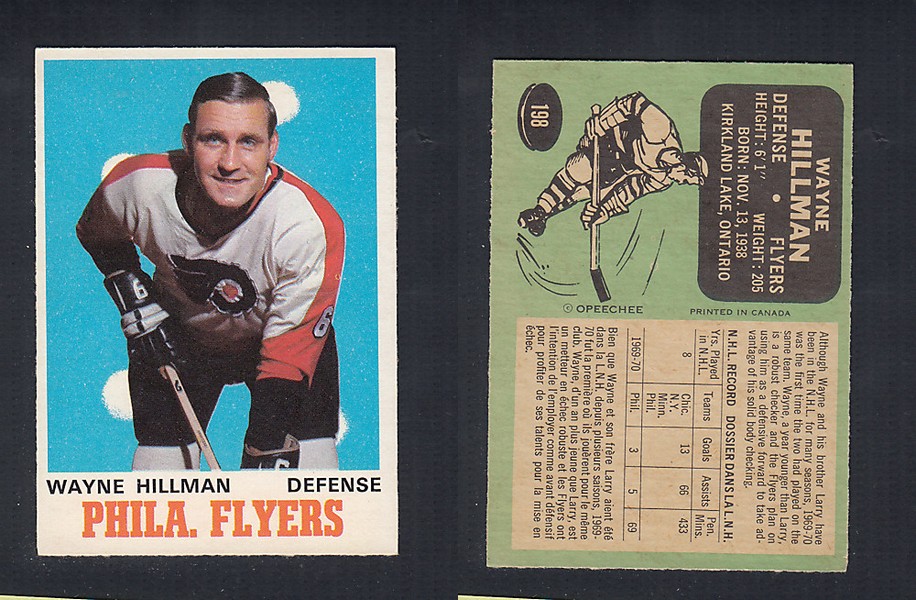 6
6
6
6
WAYNE HILLMAN DEFENSE
PHILA. FLYERS
198
WAYNE
HILLMAN
DEFENSE • FLYERS
HEIGHT: 6'1" WEIGHT: 205
BORN: NOV. 13, 1938
KIRKLAND LAKE, ONTARIO
© OPEECHEE PRINTED IN CANADA
Although Wayne and his brother Larry have
been in the N.H.L. for many seasons, 1969-70
was the first time the two had played on the
same team. Wayne, a year younger than Larry,
is a robust checker and the Flyers plan on
using him as a defensive forward to take ad-
vantage of his solid body checking.
N.H.L. RECORD DOSSIER DANS LA L.N.H.
Yrs. Played in N.H.L. Teams Goals Assists Pen. Mins.
8 Chic. N.Y. Minn. Phil. 13 66 433
1969-70 Phil. 3 5 69
Bien que Wayne et son frère Larry aient été
dans la L.N.H. depuis plusieurs saisons, 1969-
70 fut la première où ils jouèrent pour le même
club. Wayne, d'un an plus jeune que Larry, est
un metteur en échec robuste et les Flyers ont
l'intention de l'employer comme avant défensif
pour profiter de ses talents pour la mise en
échec.